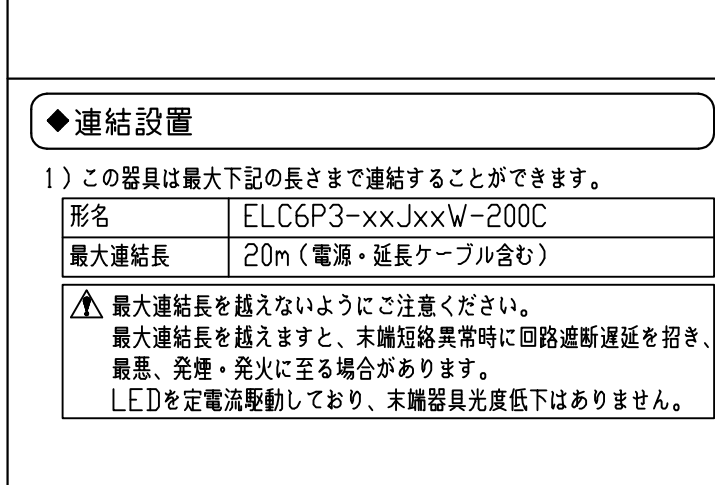 ◆連結設置
1）この器具は最大下記の長さまで連結することができます。
形名 ELC6P3-xxJxxW-200C
最大連結長 20m（電源・延長ケーブル含む）
最大連結長を越えないようにご注意ください。
最大連結長を越えますと、末端短絡異常時に回路遮断遅延を招き、
最悪、発煙・発火に至る場合があります。
LEDを定電流駆動しており、末端器具光度低下はありません。